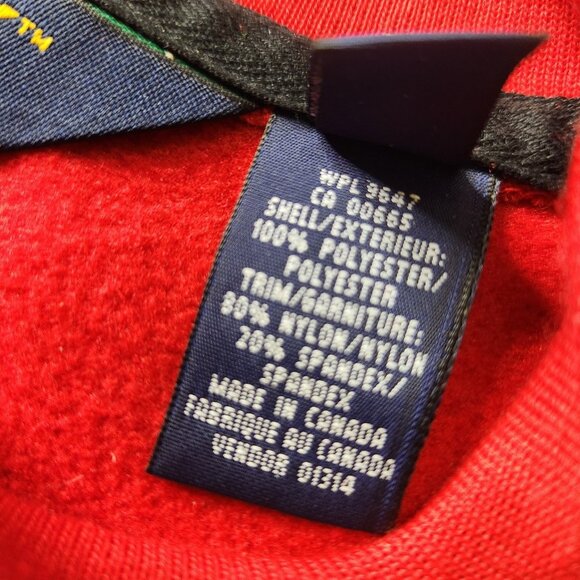 TM
WPL 9647
CA 00665
SHELL/EXTERIEUR:
100% POLYESTER/
POLYESTER
TRIM/GARNITURE:
80% NYLON/NYLON
20% SPANDEX/
SPANDEX
MADE IN CANADA
FABRIQUE AU CANADA
VENDOR 01314